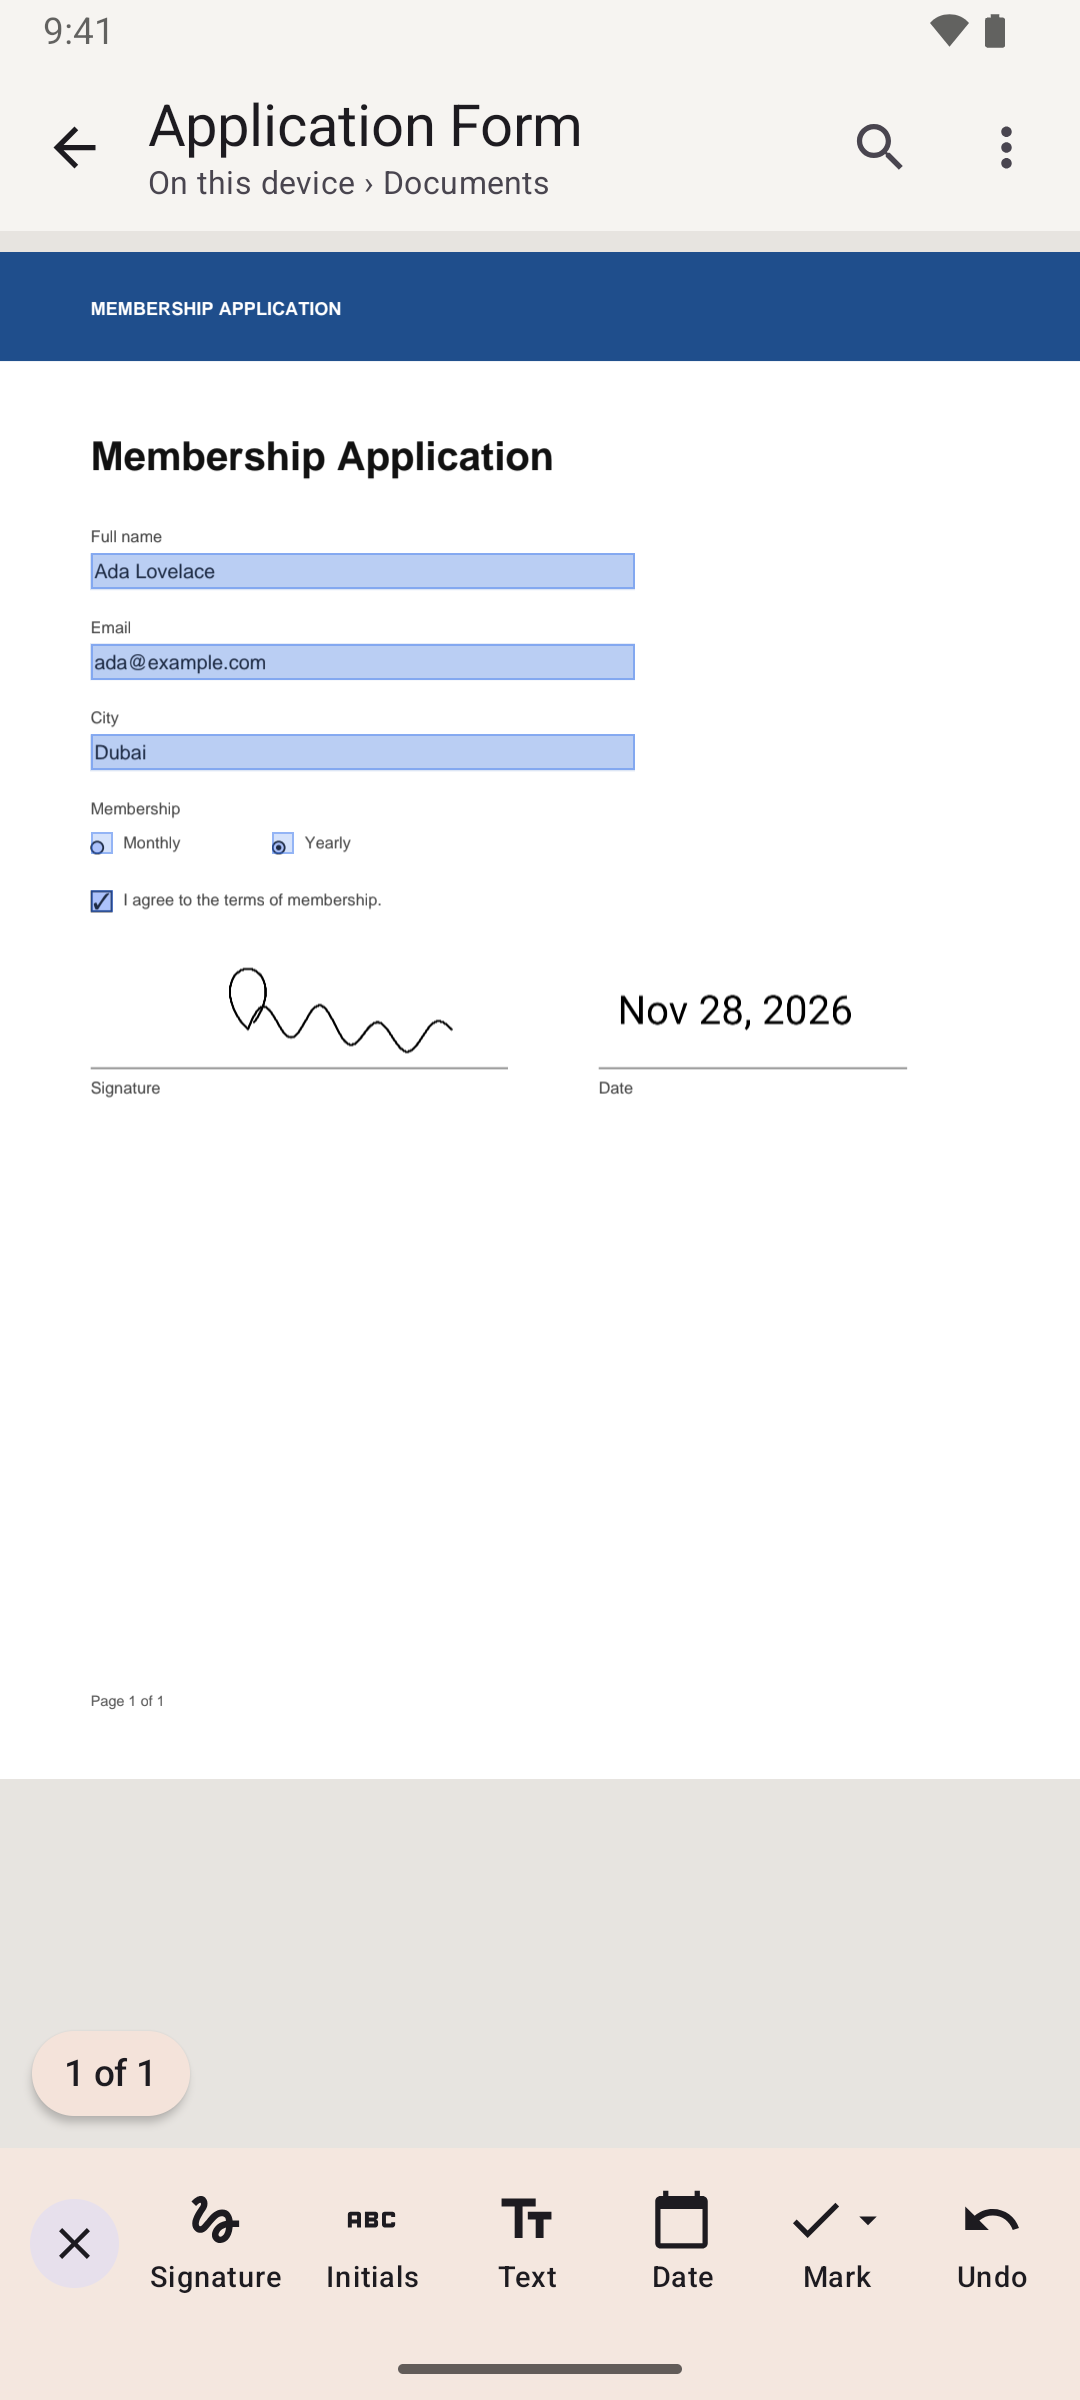 9:41
Application Form
On this device › Documents
MEMBERSHIP APPLICATION
Membership Application
Full name
Ada Lovelace
Email
ada@example.com
City
Dubai
Membership
Monthly
Yearly
I agree to the terms of membership.
Nov 28, 2026
Signature
Date
Page 1 of 1
1 of 1
ABC
Signature
Initials
Text
Date
Mark
Undo